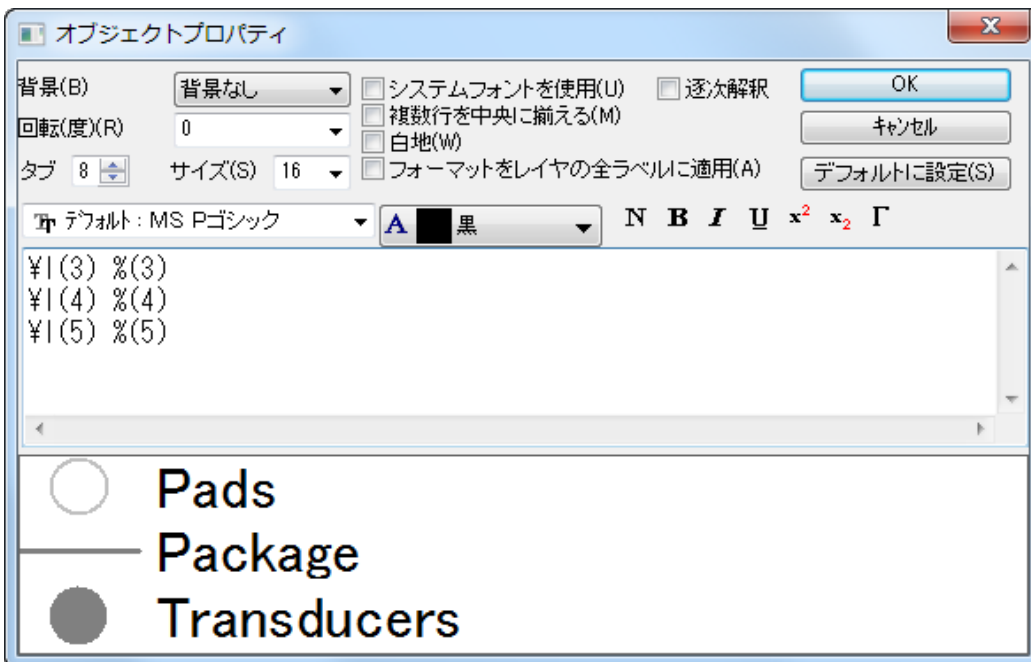 オブジェクトプロパティ
背景(B) 背景なし システムフォントを使用(U) 逐次解釈 OK
複数行を中央に揃える(M)
回転(度)(R) 0 白地(W) キャンセル
タブ 8 サイズ(S) 16 フォーマットをレイヤの全ラベルに適用(A) デフォルトに設定(S)
デフォルト : MS Pゴシック A 黒 N B I U x² x₂ Γ
¥l(3) %(3)
¥l(4) %(4)
¥l(5) %(5)
Pads
Package
Transducers